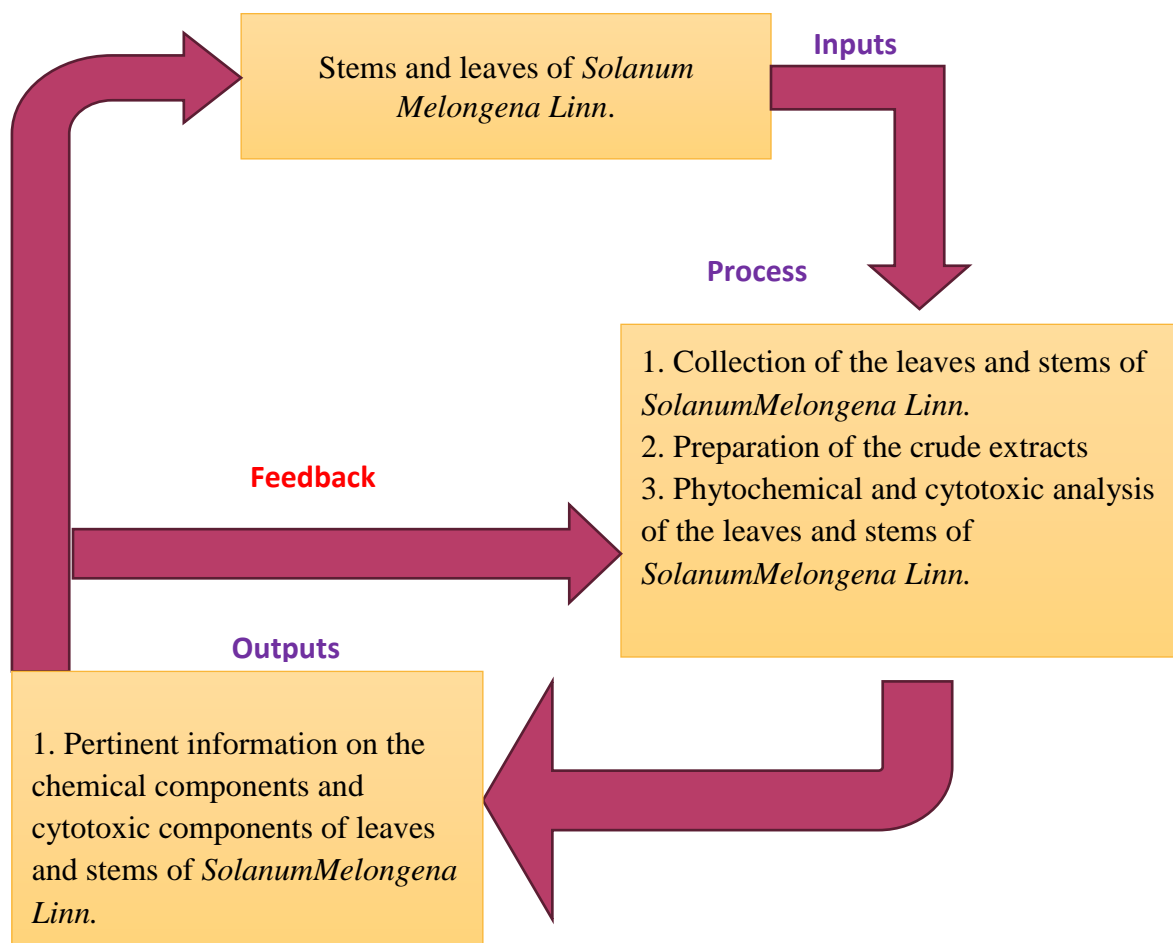 Inputs
Stems and leaves of Solanum
Melongena Linn.
Process
1. Collection of the leaves and stems of
SolanumMelongena Linn.
2. Preparation of the crude extracts
3. Phytochemical and cytotoxic analysis
of the leaves and stems of
SolanumMelongena Linn.
Feedback
Outputs
1. Pertinent information on the
chemical components and
cytotoxic components of leaves
and stems of SolanumMelongena
Linn.